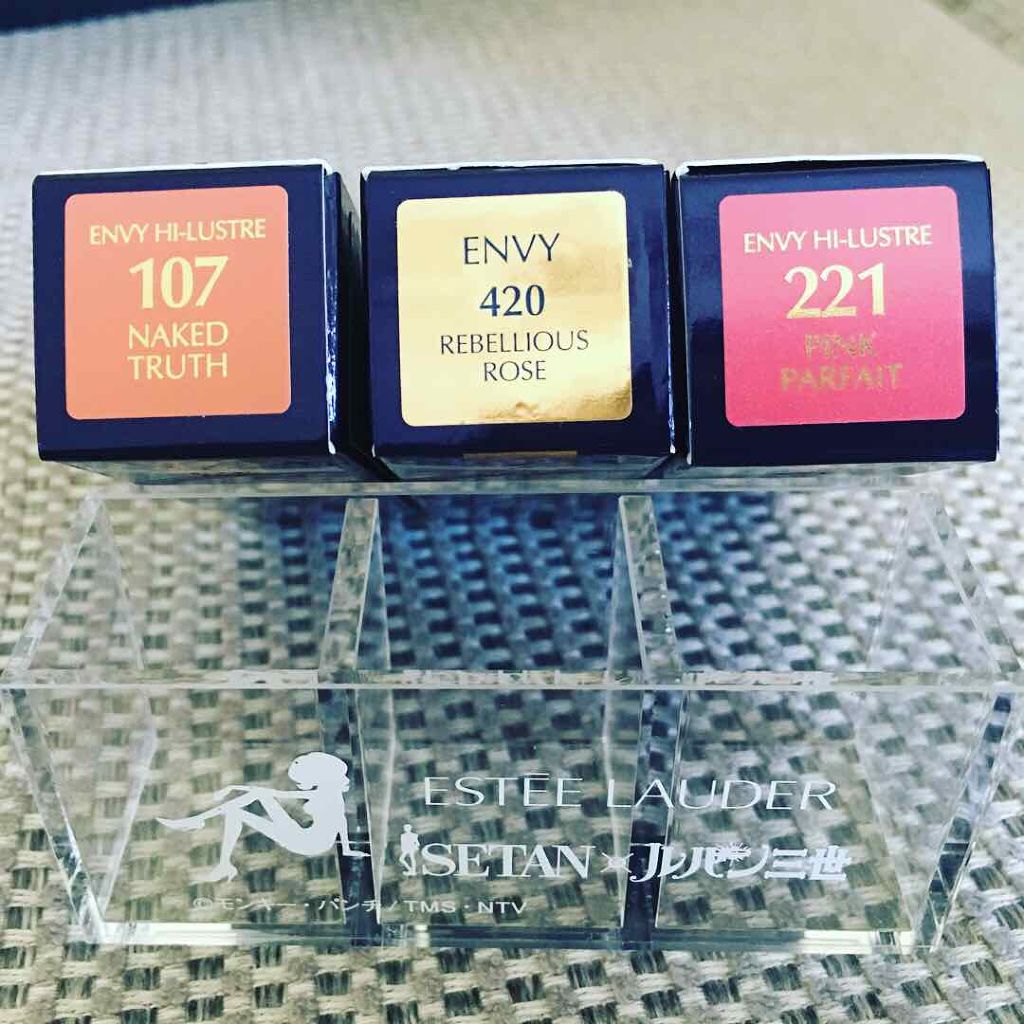 ENVY HI-LUSTRE
107
NAKED
TRUTH
ENVY
420
REBELLIOUS
ROSE
ENVY HI-LUSTRE
221
PINK
PARFAIT
ESTĒE LAUDER
ISETAN×ルパン三世
©モンキー・パンチ/TMS・NTV